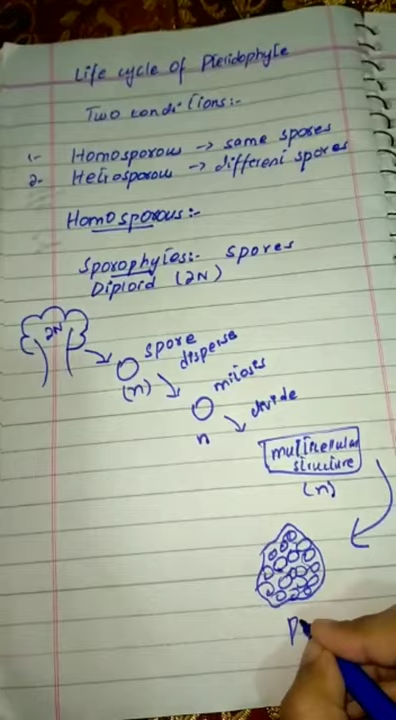 Life cycle of Pteridophyte
Two conditions:-
1- Homosporous → same spores
2- Hetrosporous → different spores
Homosporous:-
Sporophytes:- spores
Diploid (2N)
2N
spore
disperse
(n)
mitosis
n
divide
multicellular
structure
(n)
P